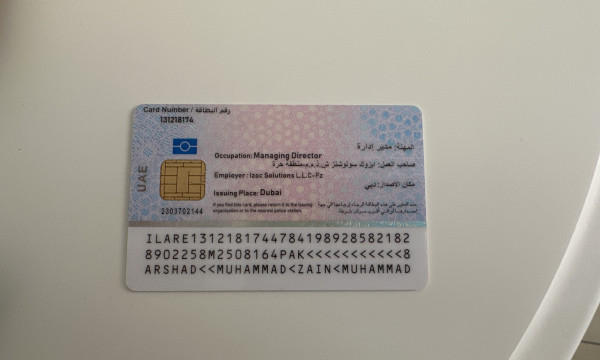 Card Number / رقم البطاقة
131218174
المهنة: مدير إدارة
Occupation: Managing Director
صاحب العمل: ايزوك سولوشنز ش.ذ.م.م منطقة حرة
Employer: Izoc Solutions L.L.C-Fz
مكان الاصدار: دبي
Issuing Place: Dubai
UAE
If you find this card, please return it to the issuing
organisation or to the nearest police station.
2303702144
ILARE1312181744784198928582182
8902258M2508164PAK<<<<<<<<<<<8
ARSHAD<<MUHAMMAD<ZAIN<MUHAMMAD